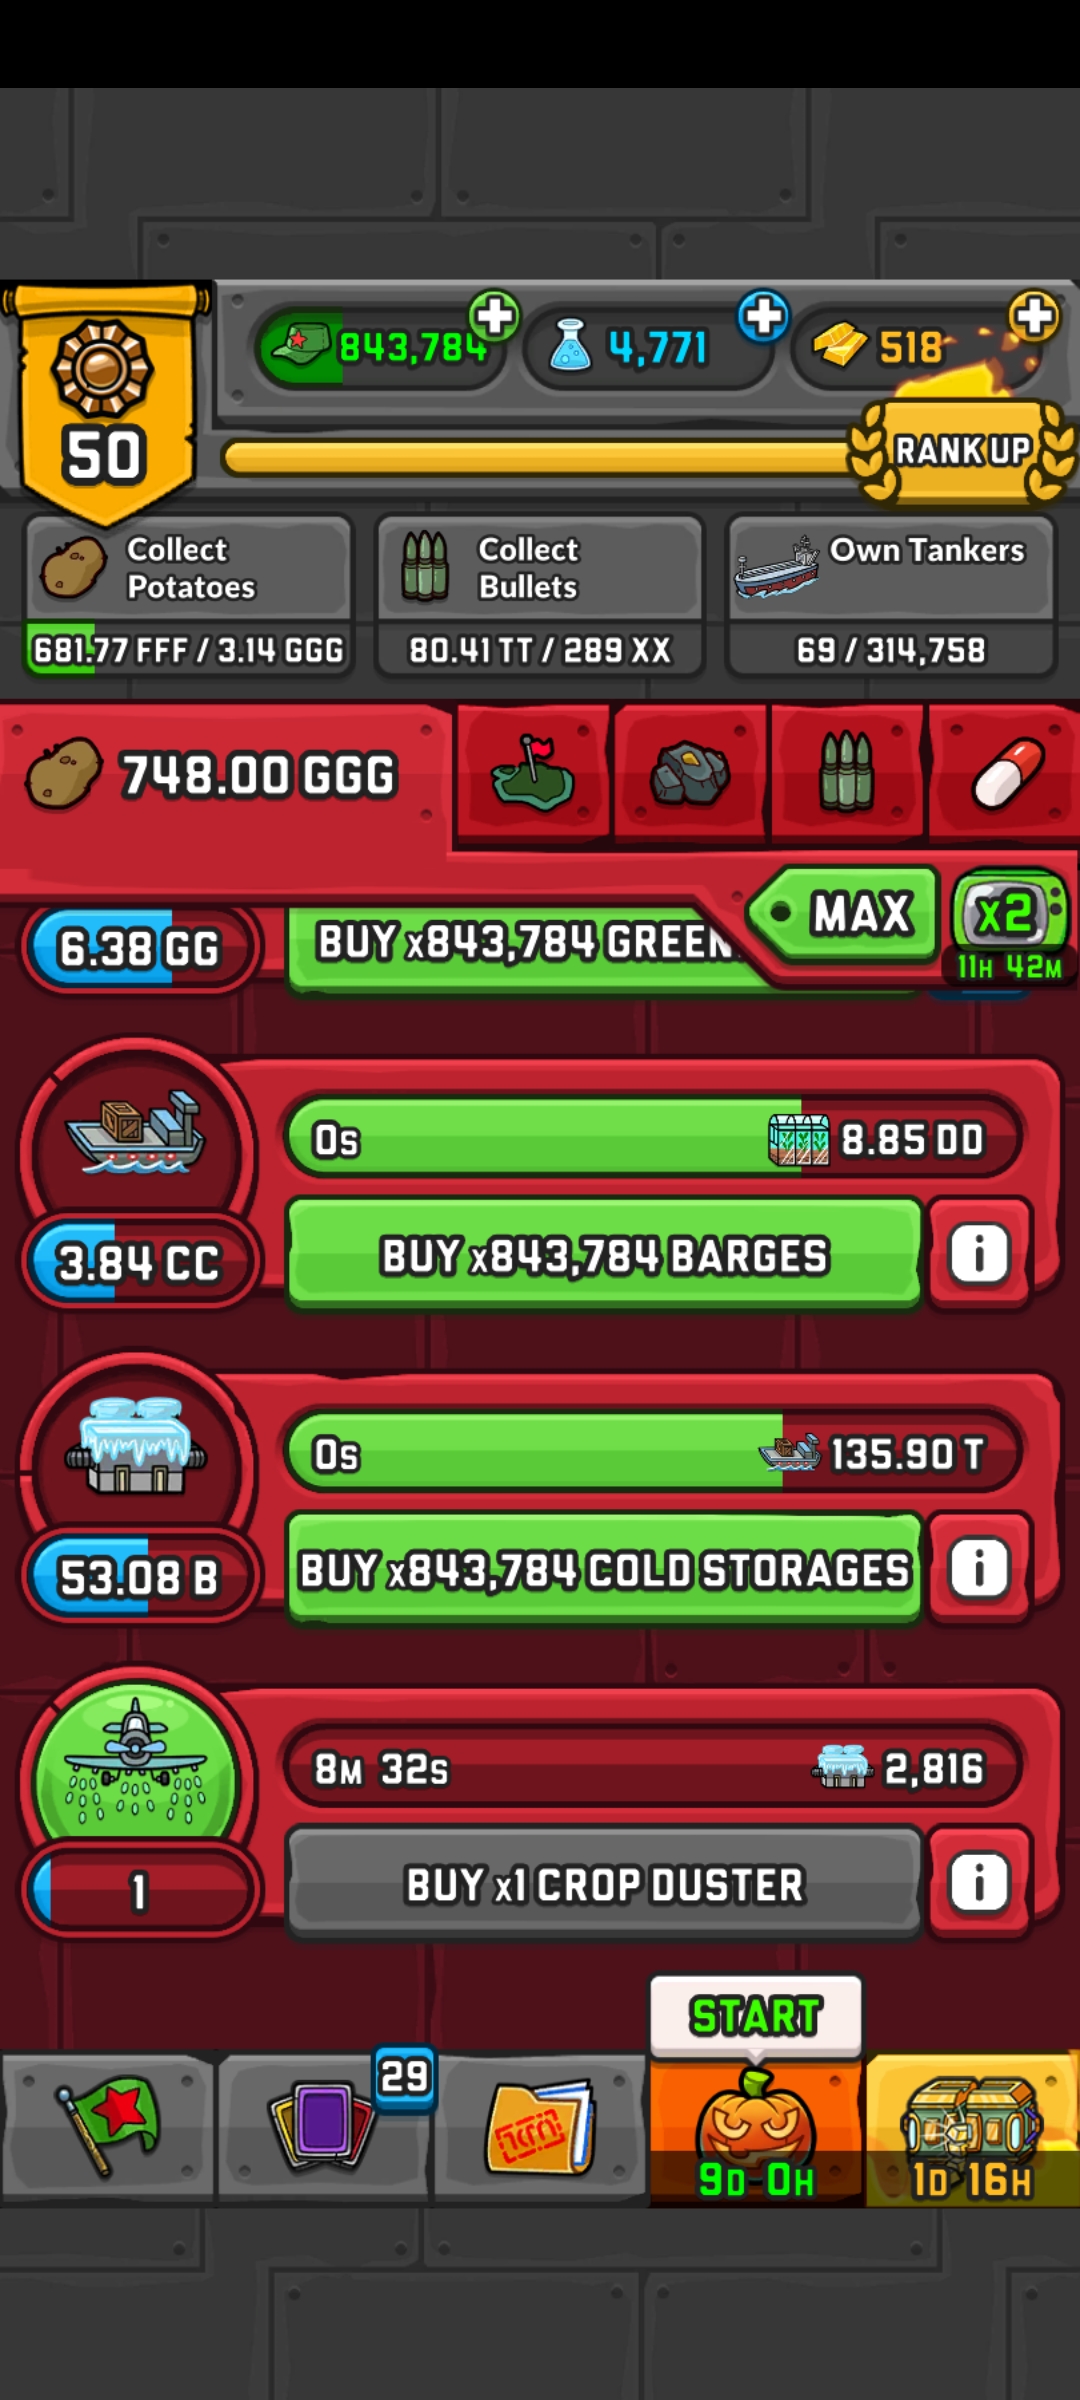 843,784
4,771
518
50
RANK UP
Collect
Potatoes
681.77 FFF / 3.14 GGG
Collect
Bullets
80.41 TT / 289 XX
Own Tankers
69 / 314,758
748.00 GGG
MAX
x2
11H 42M
6.38 GG
BUY x843,784 GREEN
0s
8.85 DD
3.84 CC
BUY x843,784 BARGES
i
0s
135.90 T
53.08 B
BUY x843,784 COLD STORAGES
i
8M 32s
2,816
1
BUY x1 CROP DUSTER
i
START
29
9D 0H
1D 16H